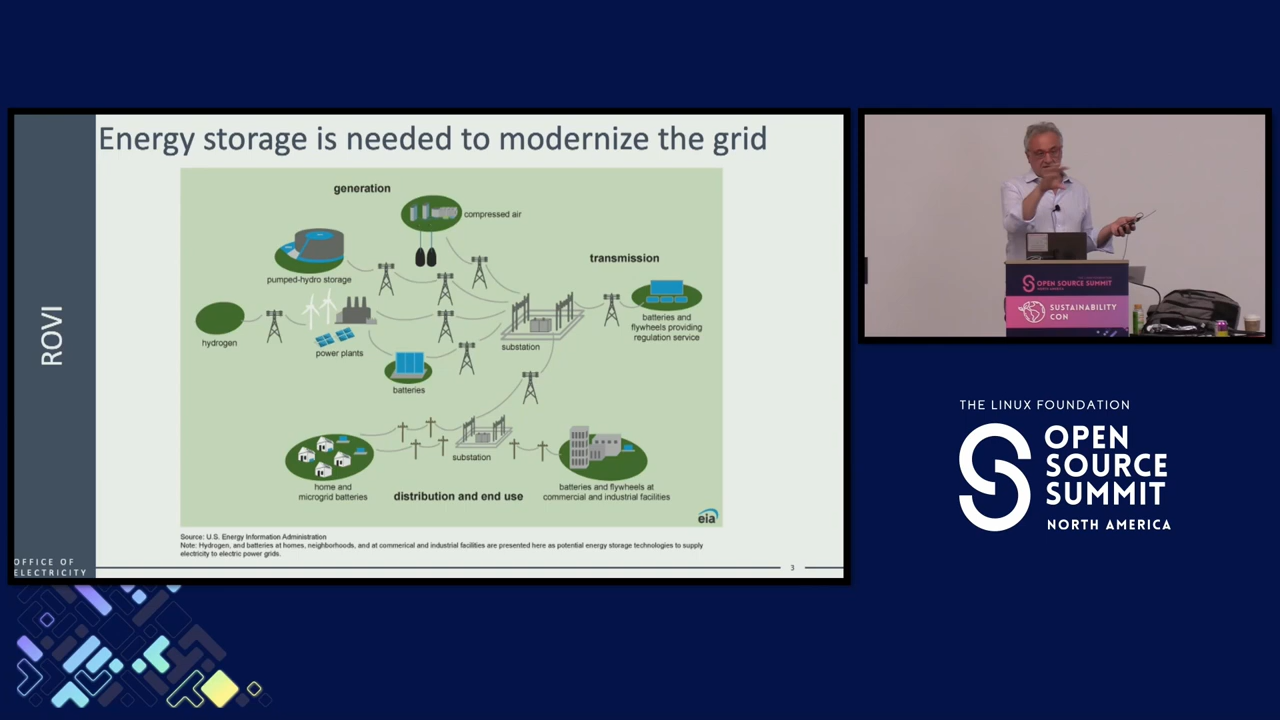 Energy storage is needed to modernize the grid
ROVI
OFFICE OF
ELECTRICITY
generation
compressed air
pumped-hydro storage
transmission
hydrogen
power plants
batteries
substation
batteries and
flywheels providing
regulation service
home and
microgrid batteries
substation
distribution and end use
batteries and flywheels at
commercial and industrial facilities
eia
Source: U.S. Energy Information Administration
Note: Hydrogen, and batteries at homes, neighborhoods, and at commerical and industrial facilities are presented here as potential energy storage technologies to supply
electricity to electric power grids.
3
OPEN SOURCE SUMMIT
NORTH AMERICA
SUSTAINABILITY
CON
THE LINUX FOUNDATION
OPEN
SOURCE
SUMMIT
NORTH AMERICA